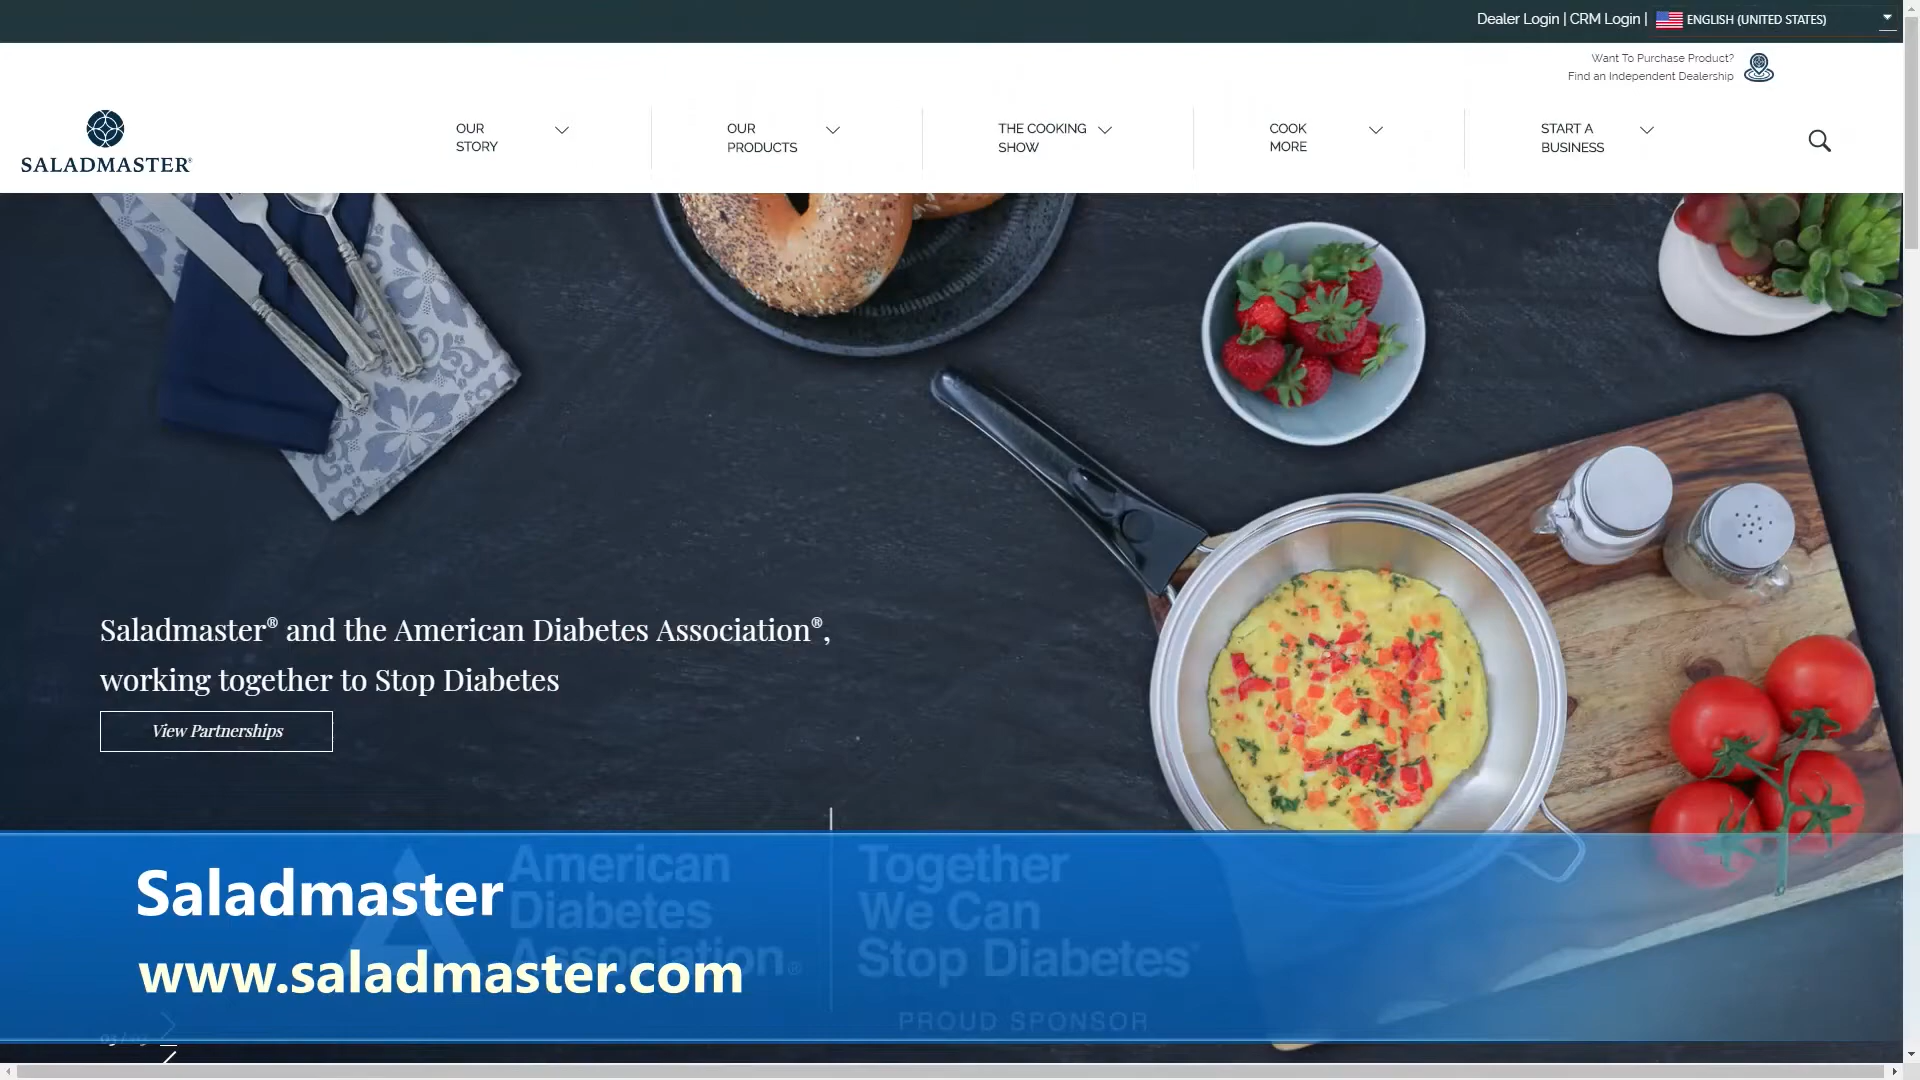 Dealer Login | CRM Login | ENGLISH (UNITED STATES)
Want To Purchase Product?
Find an Independent Dealership
SALADMASTER®
OUR
STORY
OUR
PRODUCTS
THE COOKING
SHOW
COOK
MORE
START A
BUSINESS
Saladmaster® and the American Diabetes Association®,
working together to Stop Diabetes
View Partnerships
American
Diabetes
Association®
Together
We Can
Stop Diabetes
PROUD SPONSOR
Saladmaster
www.saladmaster.com